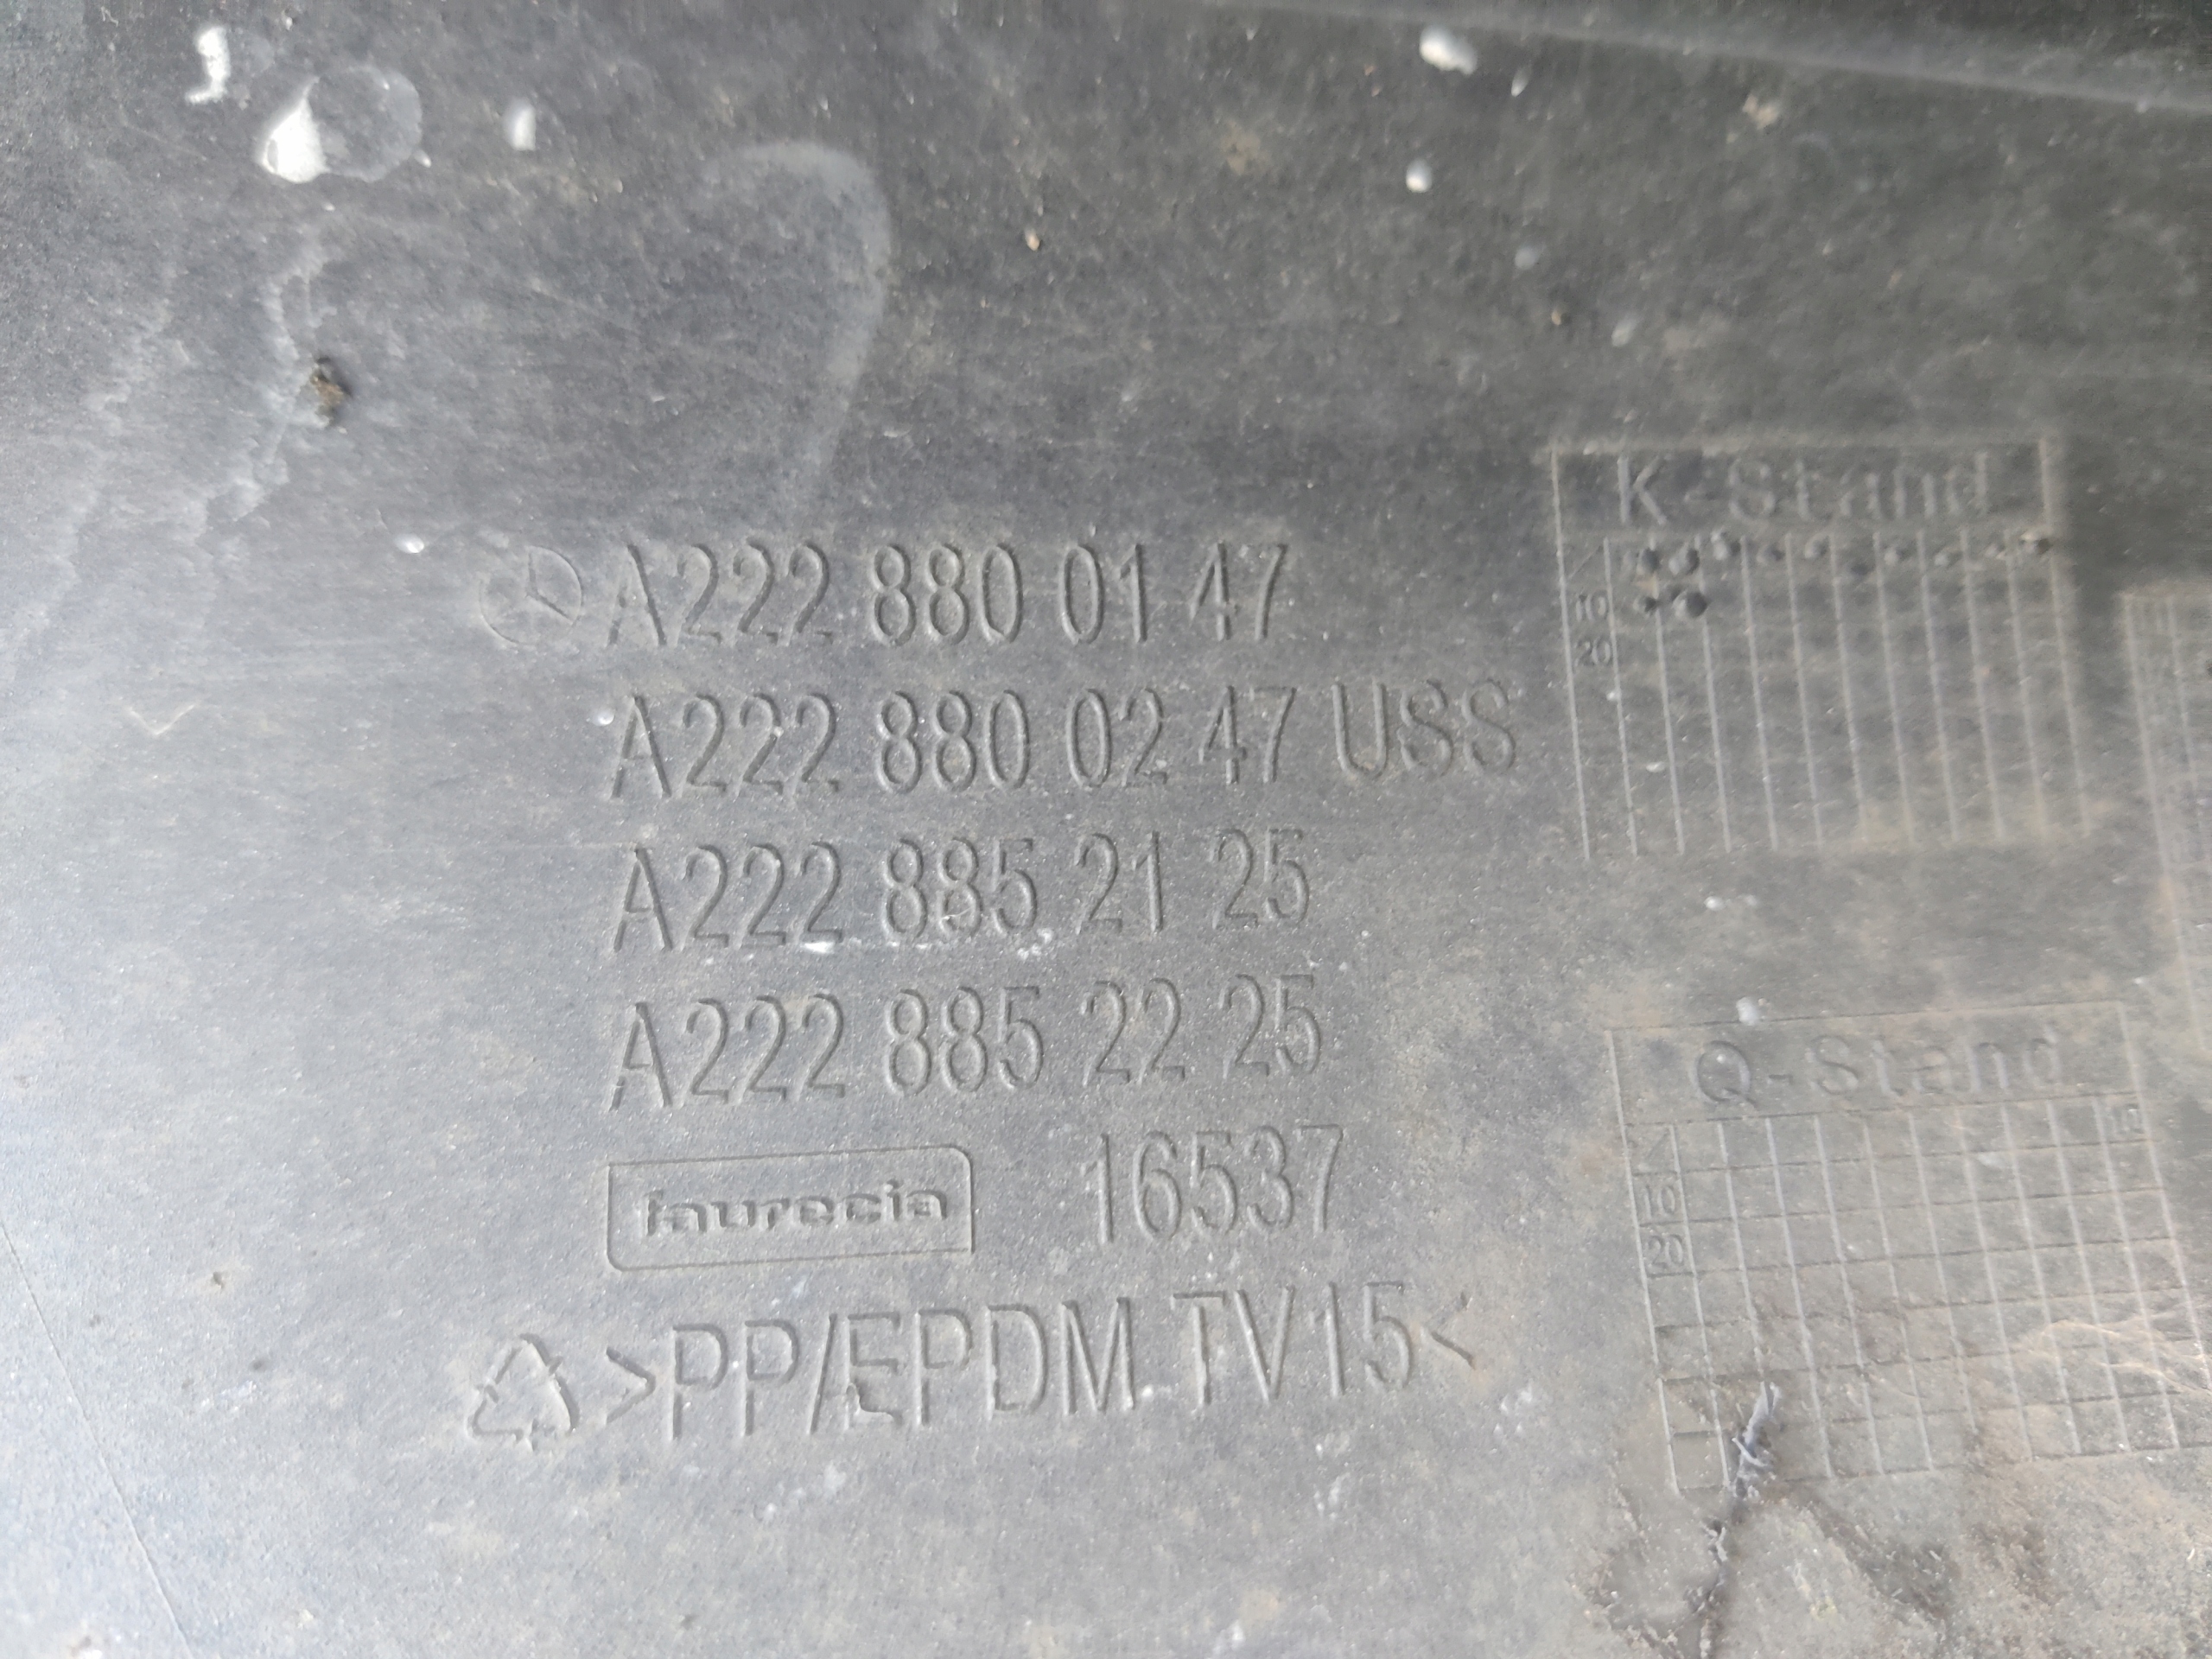 A222 880 01 47
A222 880 02 47 USS
A222 885 21 25
A222 885 22 25
faurecia 16537
>PP/EPDM TV15<
K-Stand
10
20
Q-Stand
10
10
20